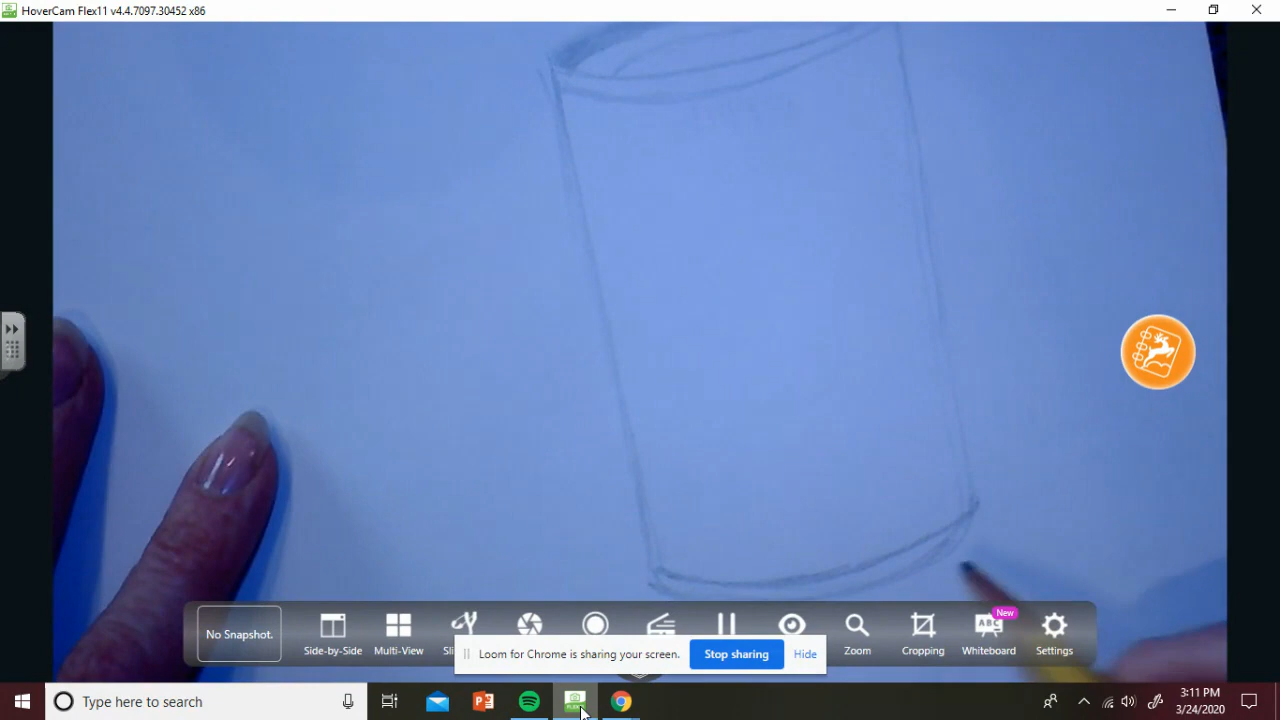 HoverCam Flex11 v4.4.7097.30452 x86
No Snapshot.
Side-by-Side
Multi-View
Sli
New
ABC
Zoom
Cropping
Whiteboard
Settings
Loom for Chrome is sharing your screen.
Stop sharing
Hide
Type here to search
3:11 PM
3/24/2020